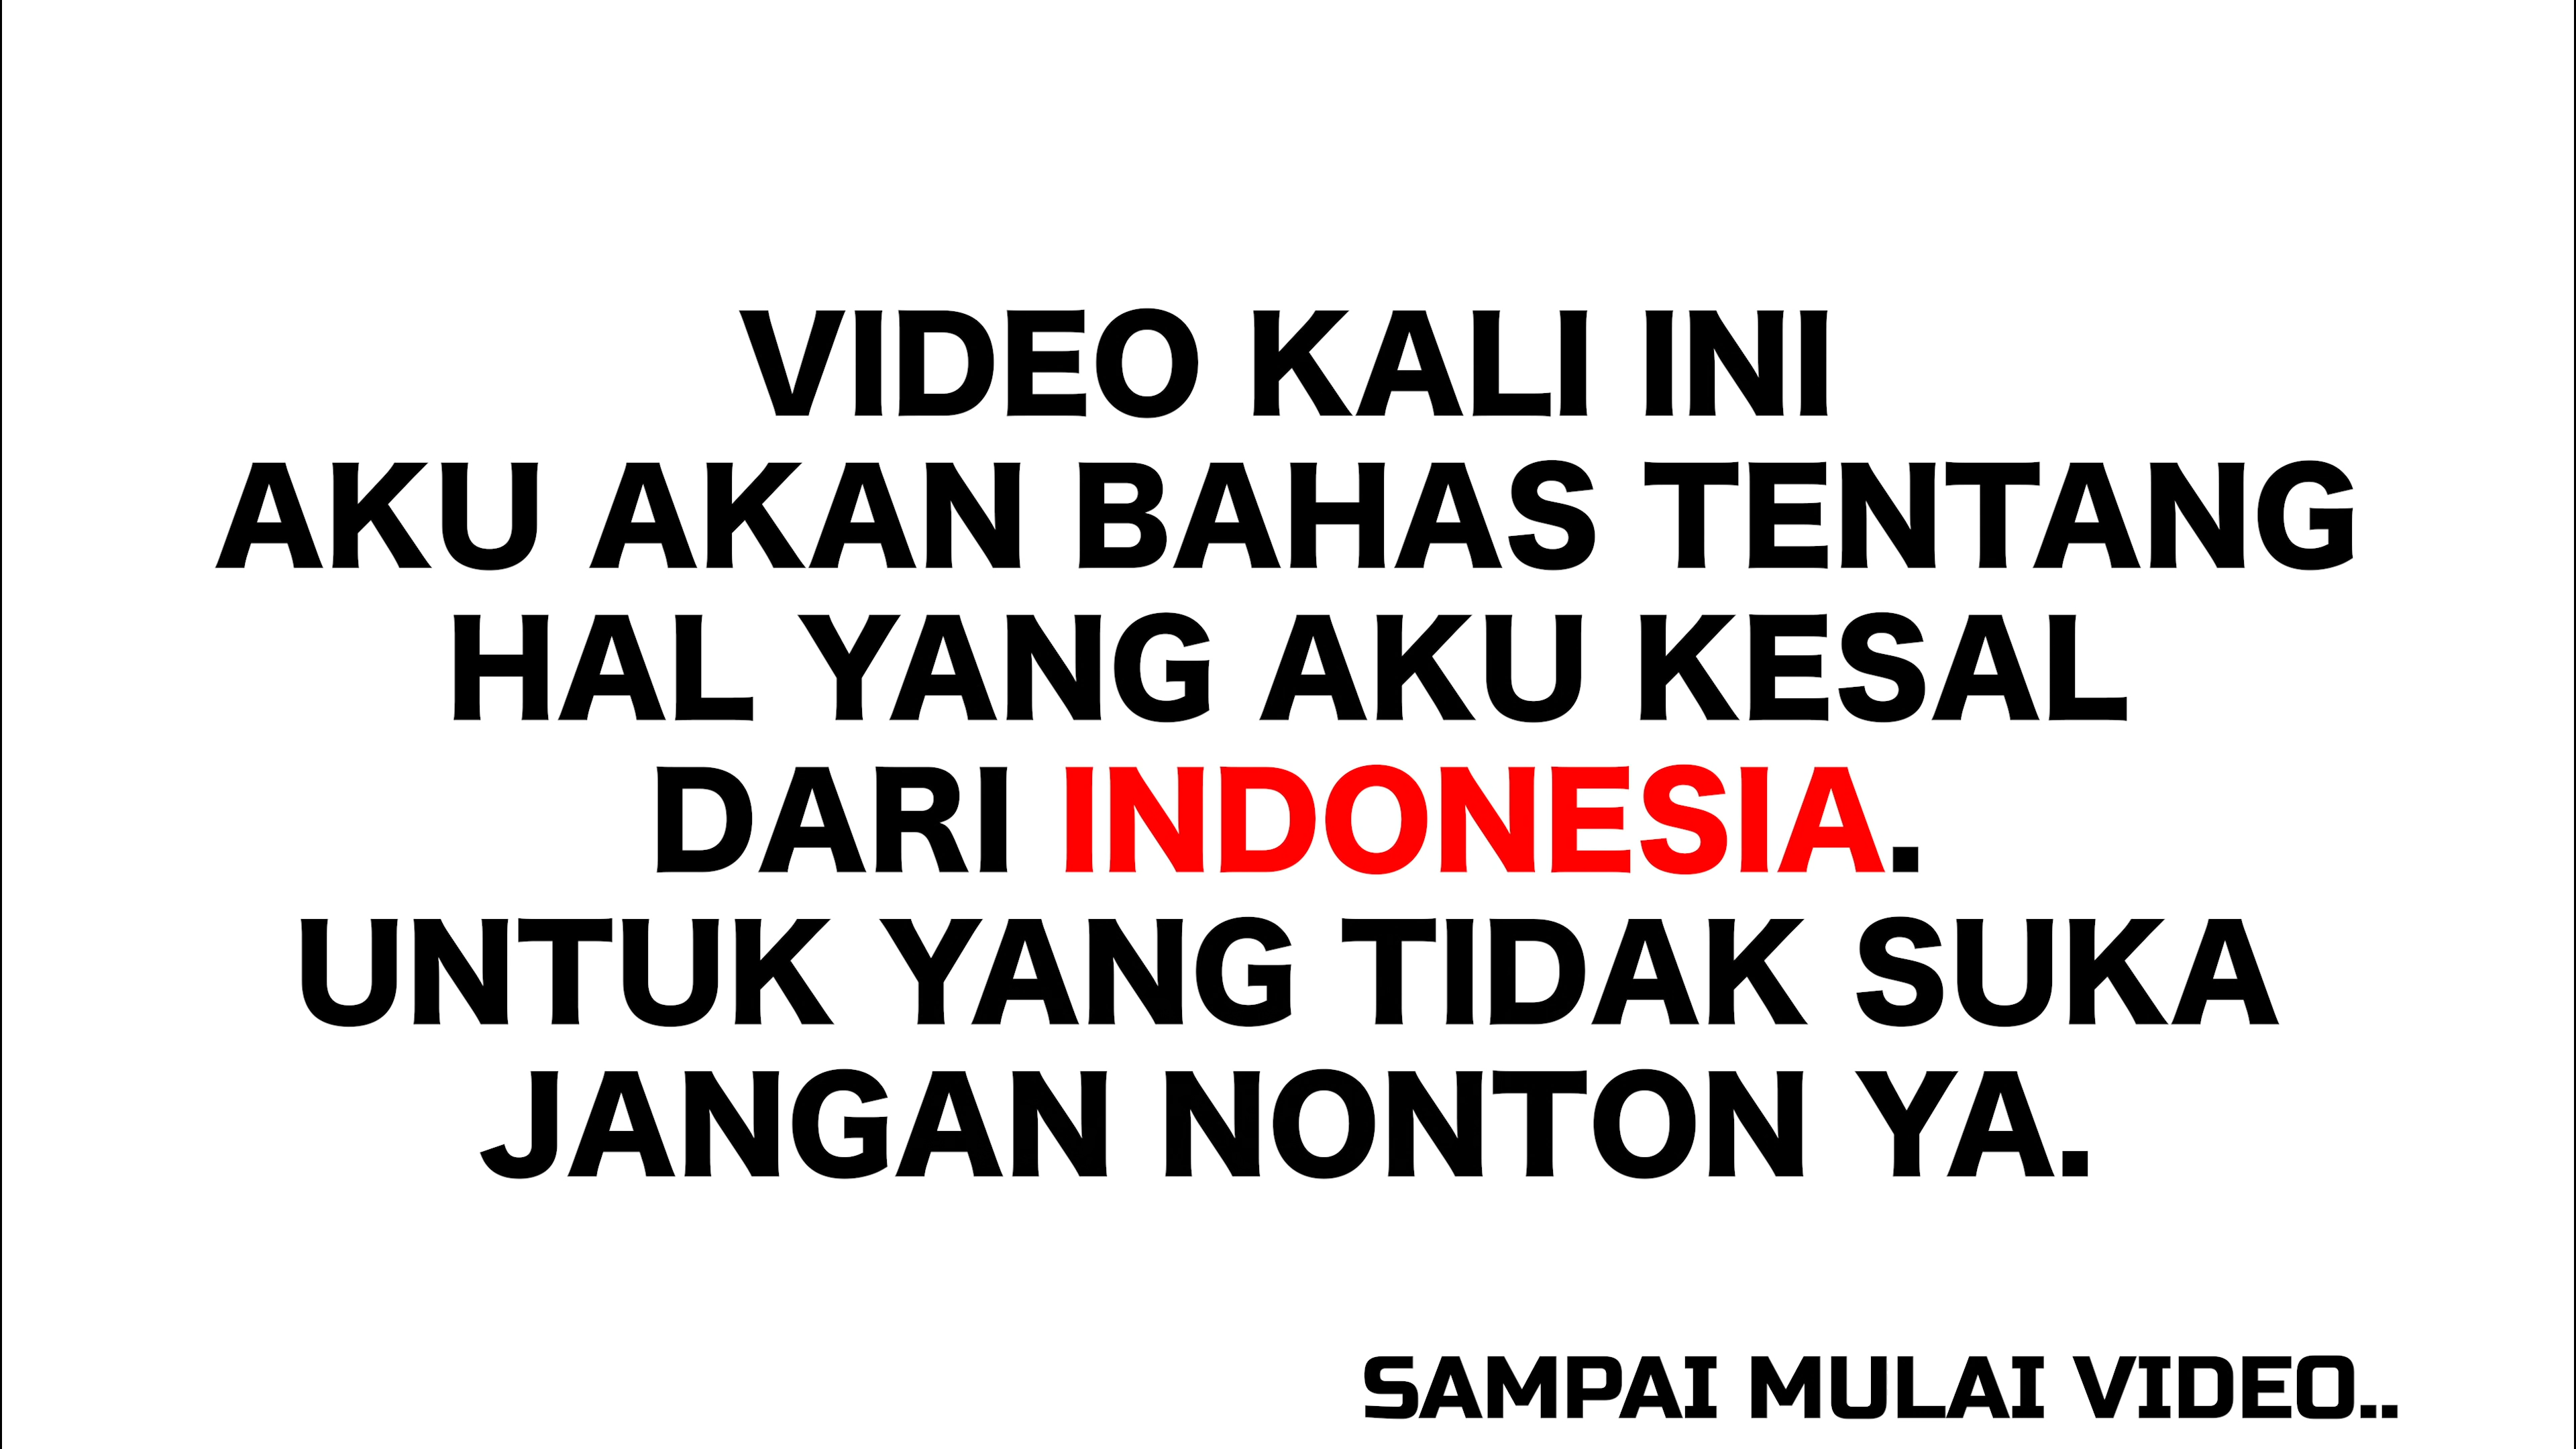 VIDEO KALI INI
AKU AKAN BAHAS TENTANG
HAL YANG AKU KESAL
DARI INDONESIA.
UNTUK YANG TIDAK SUKA
JANGAN NONTON YA.
SAMPAI MULAI VIDEO..